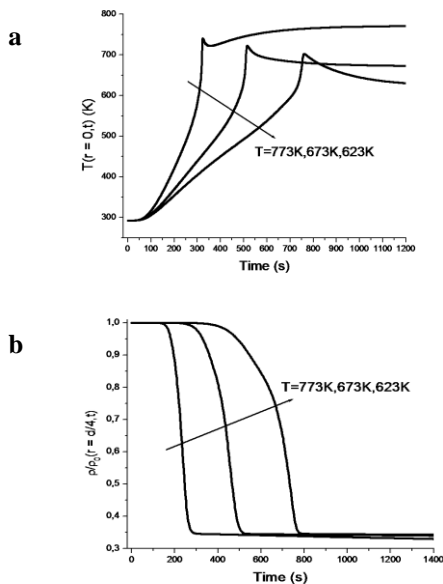 a
T(r = 0,t) (K)
800
700
600
500
400
300
T=773K,673K,623K
0 100 200 300 400 500 600 700 800 900 1000 1100 1200
Time (s)
b
ρ/ρ0(r = d/4,t)
1,0
0,9
0,8
0,7
0,6
0,5
0,4
0,3
T=773K,673K,623K
0 200 400 600 800 1000 1200 1400
Time (s)